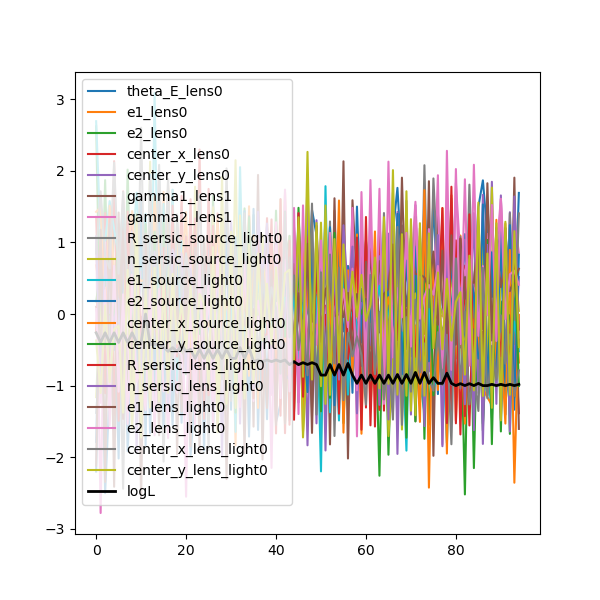 3
2
1
0
−1
−2
−3
0
20
40
60
80
theta_E_lens0
e1_lens0
e2_lens0
center_x_lens0
center_y_lens0
gamma1_lens1
gamma2_lens1
R_sersic_source_light0
n_sersic_source_light0
e1_source_light0
e2_source_light0
center_x_source_light0
center_y_source_light0
R_sersic_lens_light0
n_sersic_lens_light0
e1_lens_light0
e2_lens_light0
center_x_lens_light0
center_y_lens_light0
logL